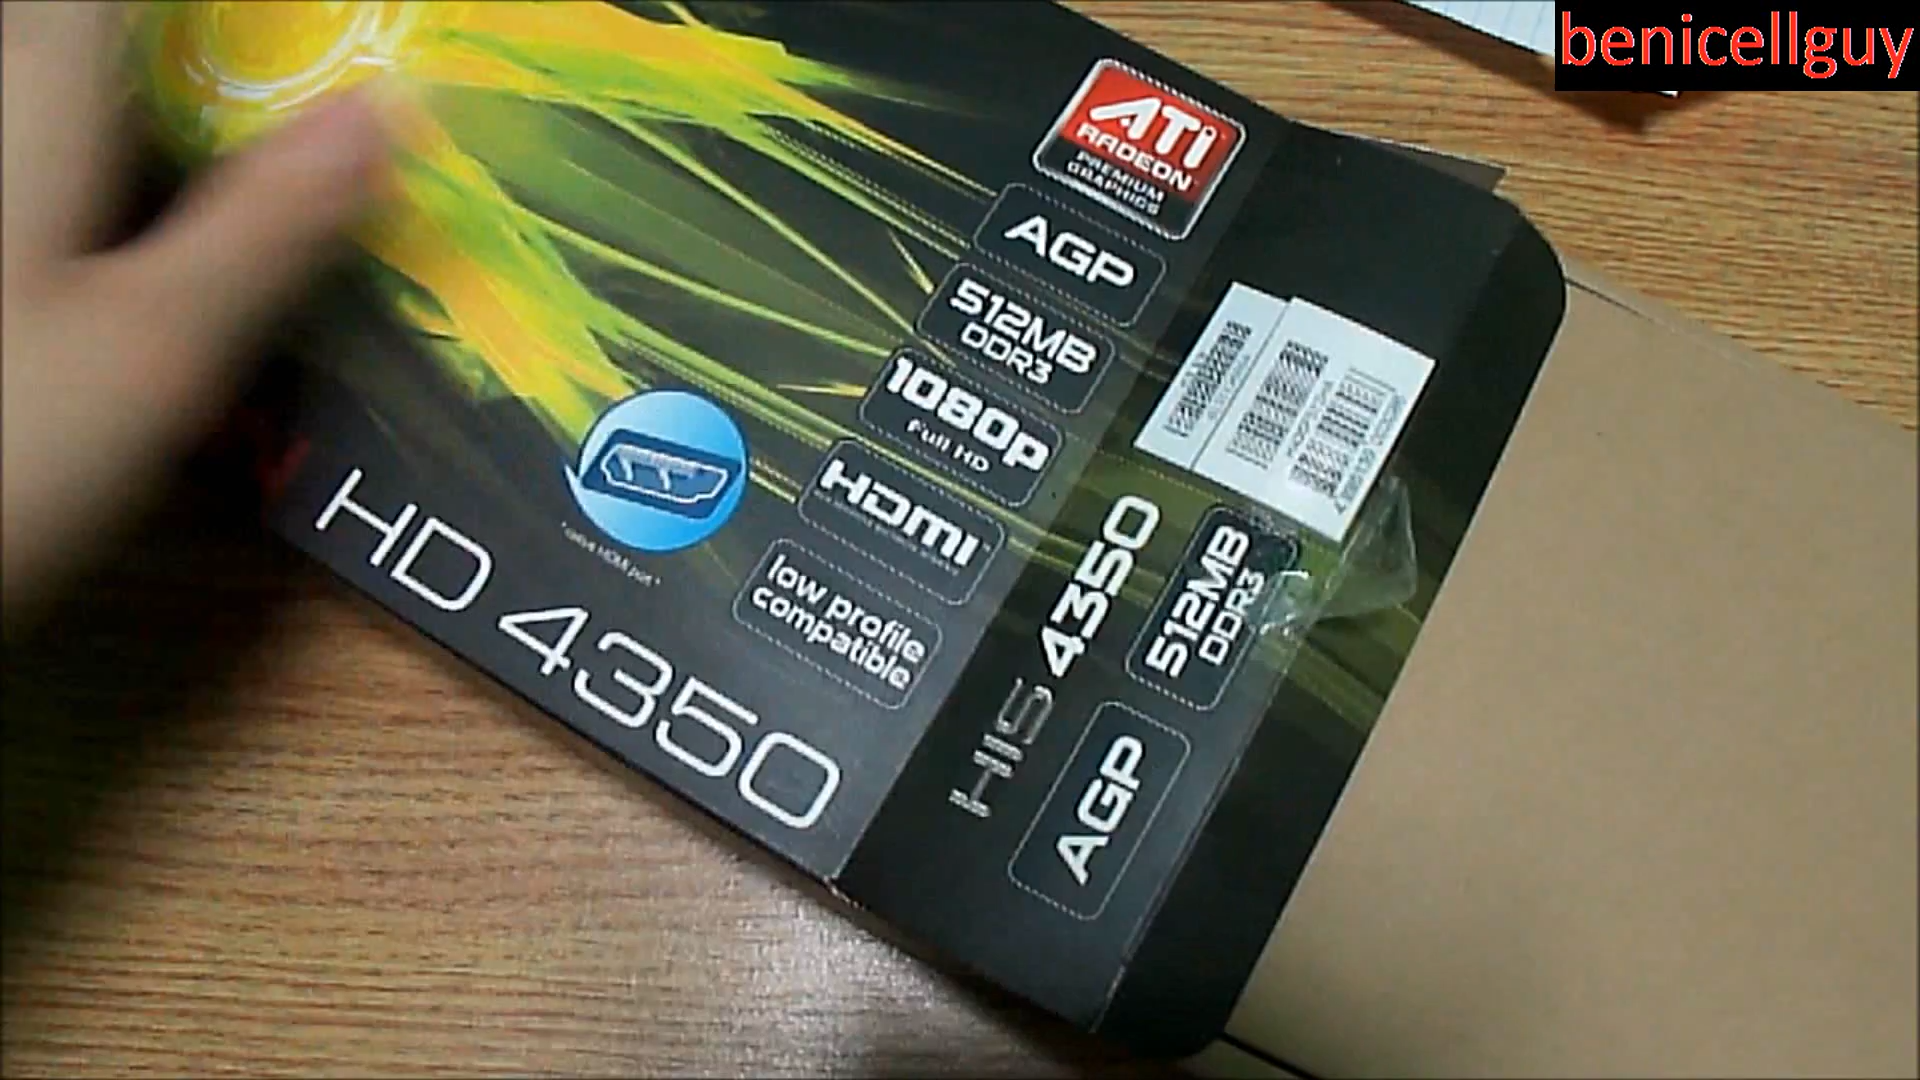 benicellguy
ATi
RADEON
PREMIUM
GRAPHICS
AGP
512MB
DDR3
1080p
Full HD
HDMI
low profile
compatible
HD 4350
HIS 4350
512MB
DDR3
AGP